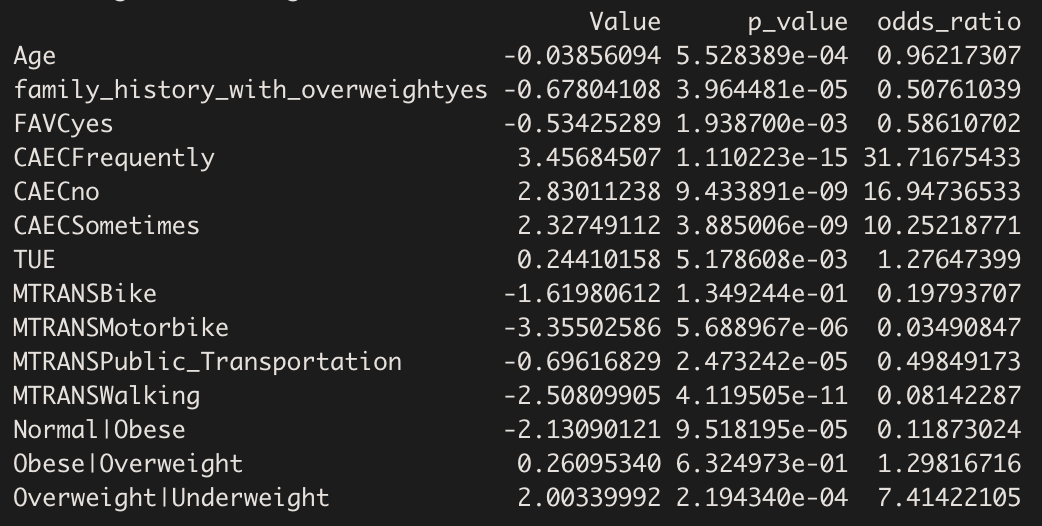 Value p_value odds_ratio
Age -0.03856094 5.528389e-04 0.96217307
family_history_with_overweightyes -0.67804108 3.964481e-05 0.50761039
FAVCyes -0.53425289 1.938700e-03 0.58610702
CAECFrequently 3.45684507 1.110223e-15 31.71675433
CAECno 2.83011238 9.433891e-09 16.94736533
CAECSometimes 2.32749112 3.885006e-09 10.25218771
TUE 0.24410158 5.178608e-03 1.27647399
MTRANSBike -1.61980612 1.349244e-01 0.19793707
MTRANSMotorbike -3.35502586 5.688967e-06 0.03490847
MTRANSPublic_Transportation -0.69616829 2.473242e-05 0.49849173
MTRANSWalking -2.50809905 4.119505e-11 0.08142287
Normal|Obese -2.13090121 9.518195e-05 0.11873024
Obese|Overweight 0.26095340 6.324973e-01 1.29816716
Overweight|Underweight 2.00339992 2.194340e-04 7.41422105